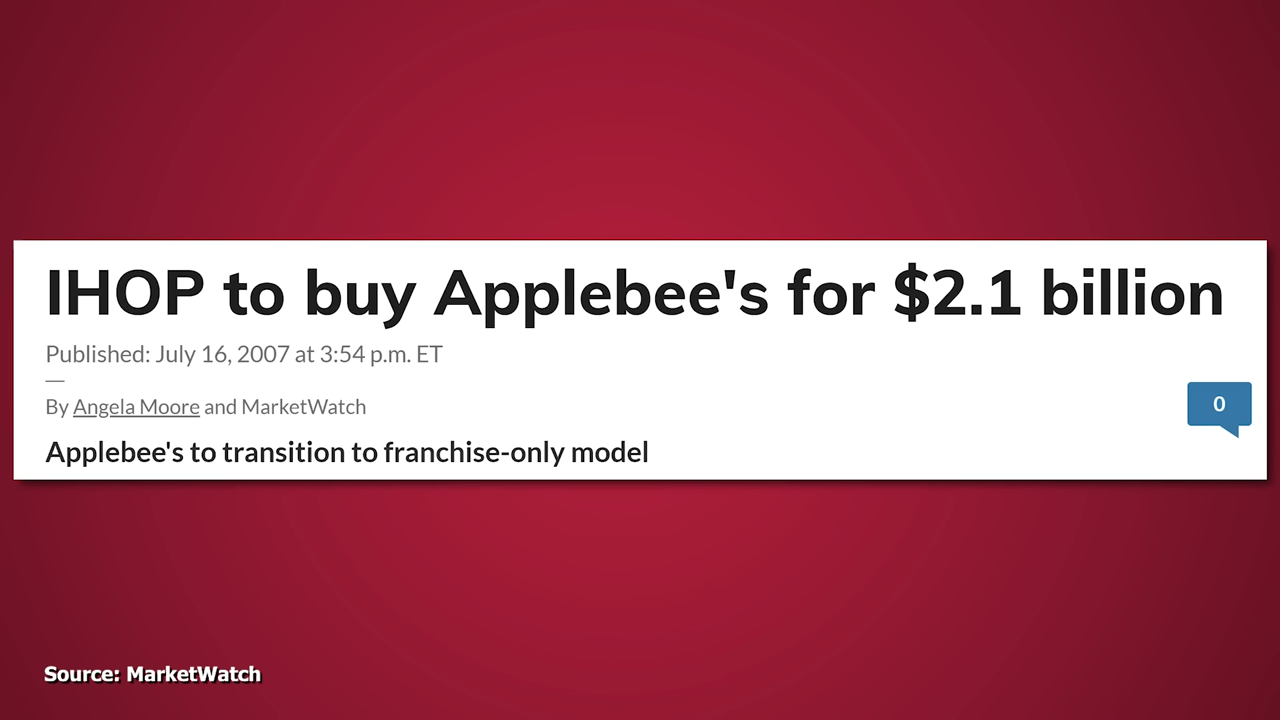 IHOP to buy Applebee's for $2.1 billion
Published: July 16, 2007 at 3:54 p.m. ET
—
By Angela Moore and MarketWatch
0
Applebee's to transition to franchise-only model
Source: MarketWatch